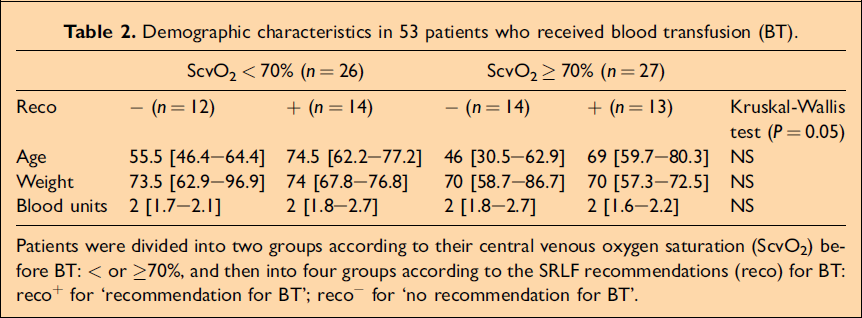 Table 2. Demographic characteristics in 53 patients who received blood transfusion (BT).
ScvO2 < 70% (n = 26) ScvO2 ≥ 70% (n = 27)
Reco − (n = 12) + (n = 14) − (n = 14) + (n = 13) Kruskal-Wallis
test (P = 0.05)
Age 55.5 [46.4–64.4] 74.5 [62.2–77.2] 46 [30.5–62.9] 69 [59.7–80.3] NS
Weight 73.5 [62.9–96.9] 74 [67.8–76.8] 70 [58.7–86.7] 70 [57.3–72.5] NS
Blood units 2 [1.7–2.1] 2 [1.8–2.7] 2 [1.8–2.7] 2 [1.6–2.2] NS
Patients were divided into two groups according to their central venous oxygen saturation (ScvO2) be-
fore BT: < or ≥70%, and then into four groups according to the SRLF recommendations (reco) for BT:
reco+ for ‘recommendation for BT’; reco− for ‘no recommendation for BT’.